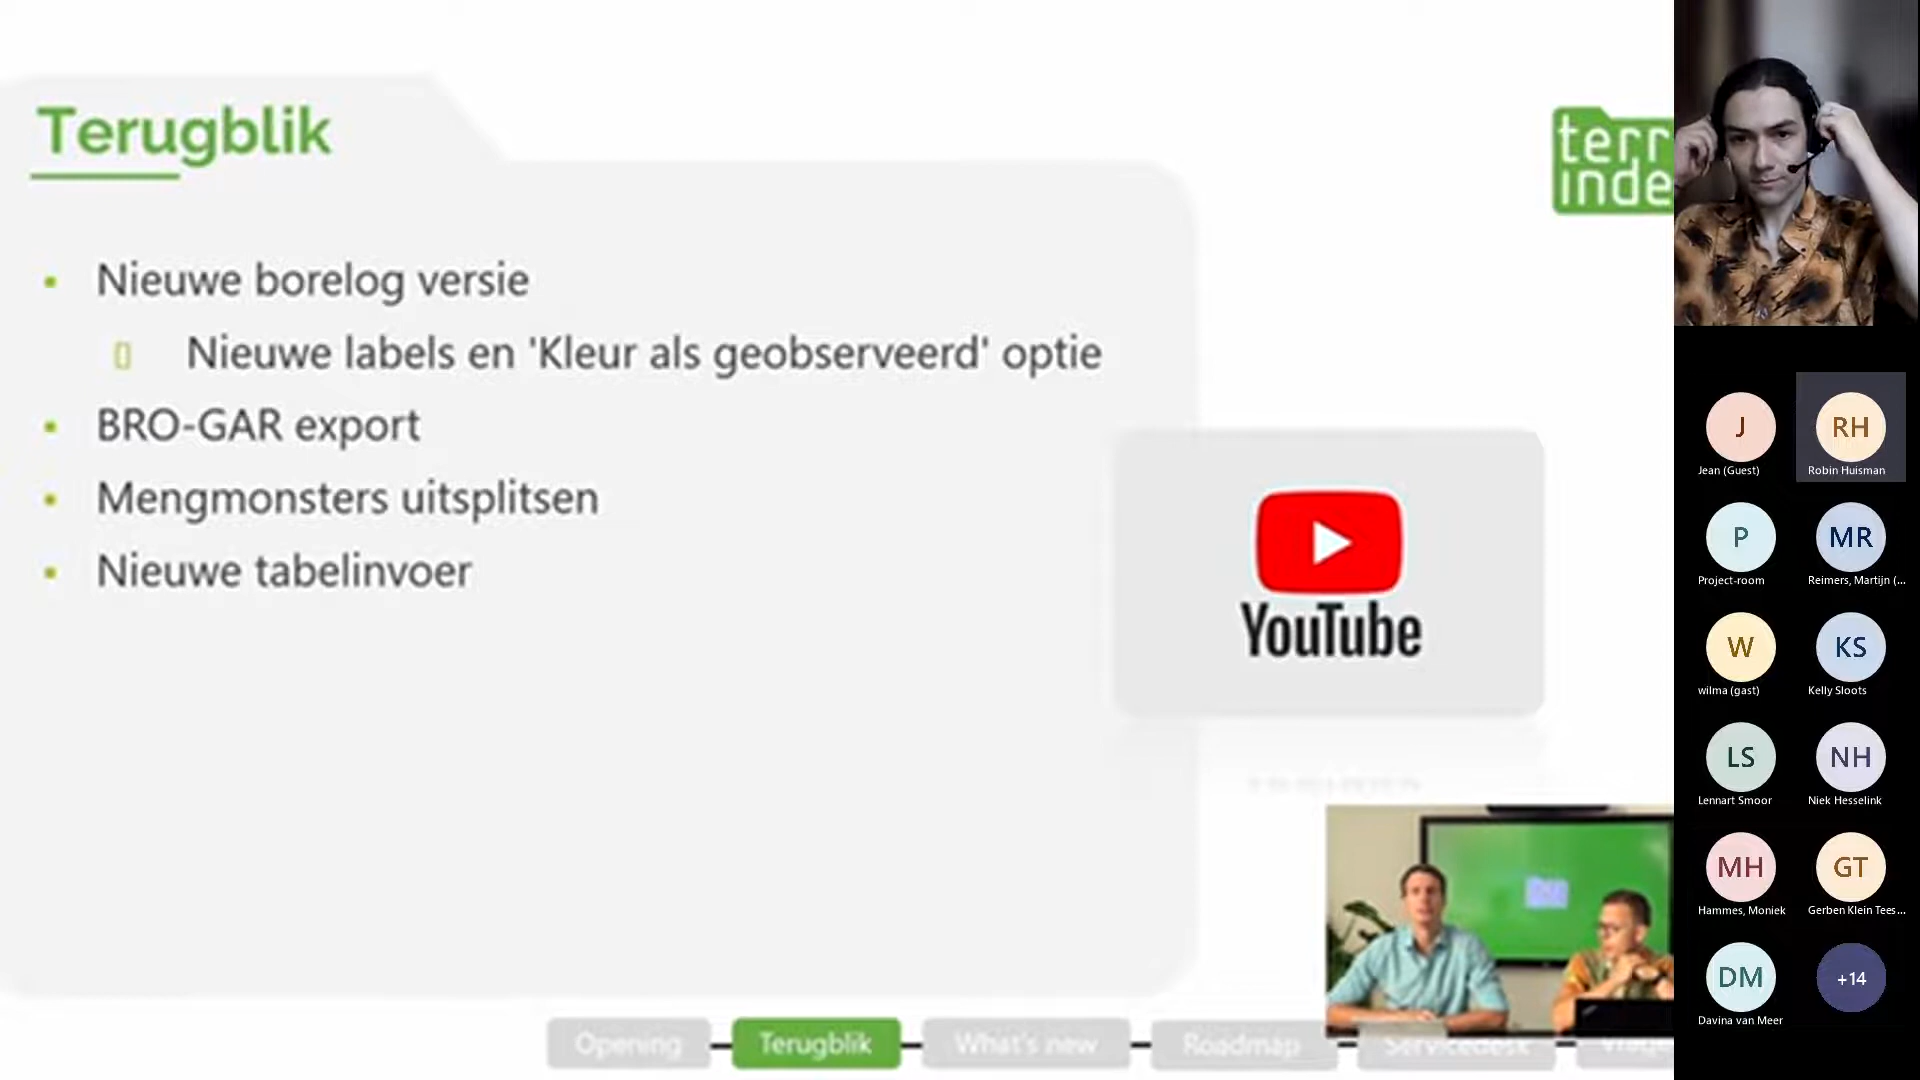 Terugblik
terr
inde
Nieuwe borelog versie
Nieuwe labels en 'Kleur als geobserveerd' optie
BRO-GAR export
Mengmonsters uitsplitsen
Nieuwe tabelinvoer
YouTube
Opening
Terugblik
What's new
Roadmap
Servicedesk
J
Jean (Guest)
RH
Robin Huisman
P
Project-room
MR
Reimers, Martijn (...
W
wilma (gast)
KS
Kelly Sloots
LS
Lennart Smoor
NH
Niek Hesselink
MH
Hammes, Moniek
GT
Gerben Klein Tees...
DM
Davina van Meer
+14